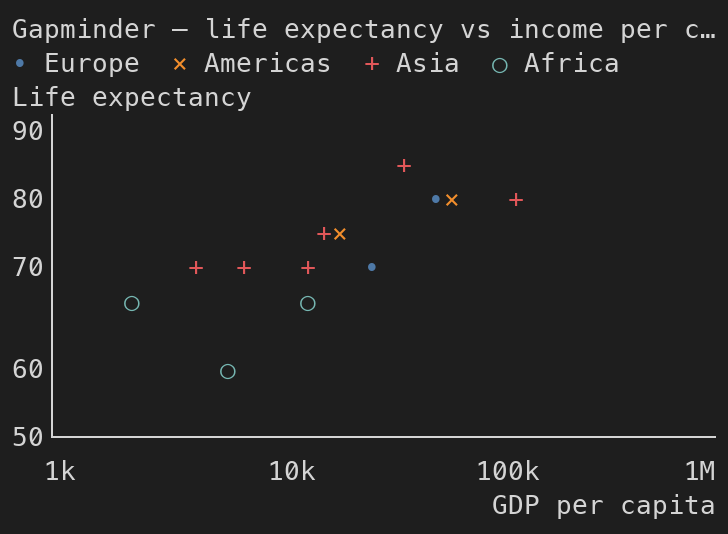 Gapminder — life expectancy vs income per c…
• Europe × Americas + Asia ○ Africa
Life expectancy
90
80
70
60
50
1k 10k 100k 1M
GDP per capita